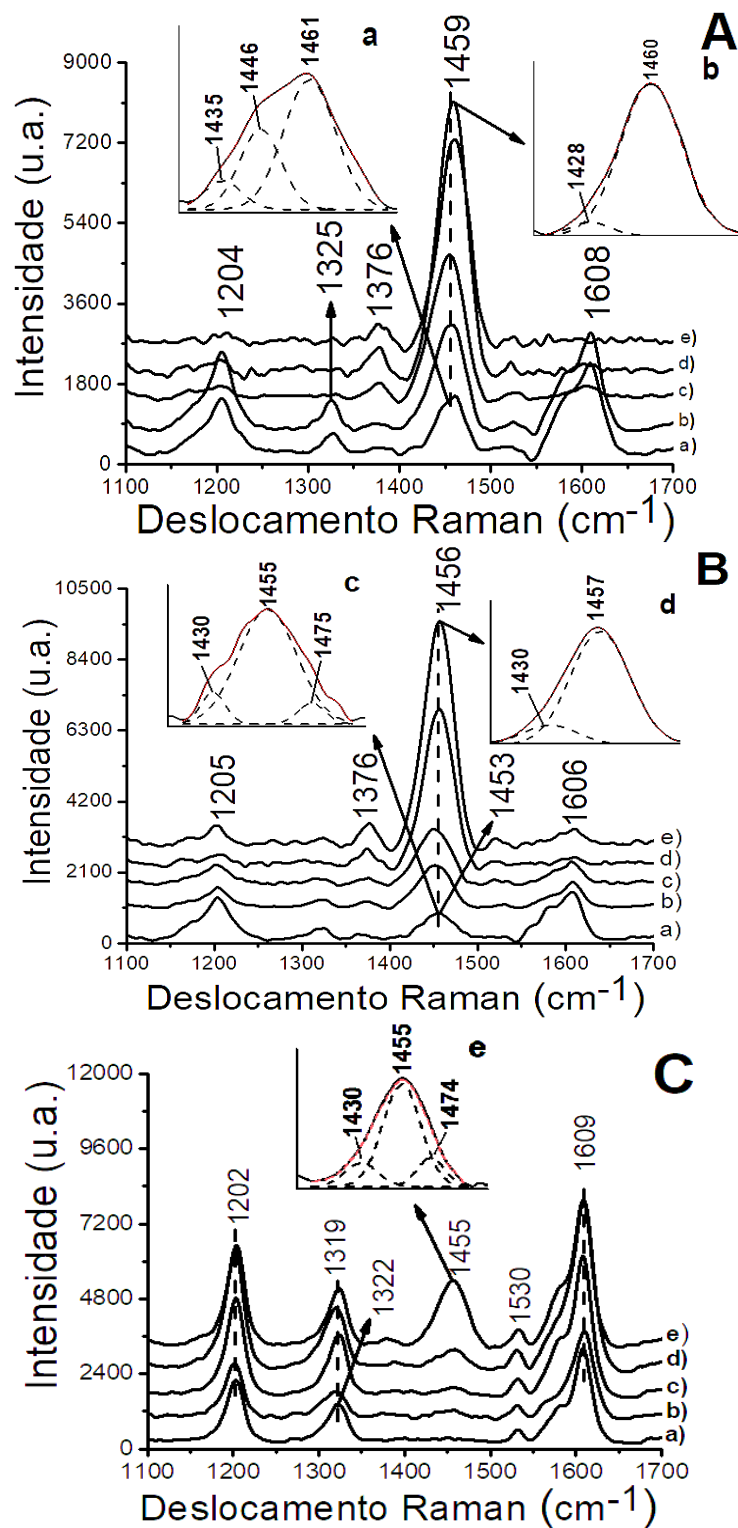 A
a
1435
1446
1461
1459
b
1428
1460
1204
1325
1376
1608
Intensidade (u.a.)
9000
7200
5400
3600
1800
0
e)
d)
c)
b)
a)
1100 1200 1300 1400 1500 1600 1700
Deslocamento Raman (cm-1)
B
c
1430
1455
1475
1456
d
1430
1457
1205
1376
1453
1606
Intensidade (u.a.)
10500
8400
6300
4200
2100
0
e)
d)
c)
b)
a)
1100 1200 1300 1400 1500 1600 1700
Deslocamento Raman (cm-1)
C
e
1430
1455
1474
1202
1319
1322
1455
1530
1609
Intensidade (u.a.)
12000
9600
7200
4800
2400
0
e)
d)
c)
b)
a)
1100 1200 1300 1400 1500 1600 1700
Deslocamento Raman (cm-1)